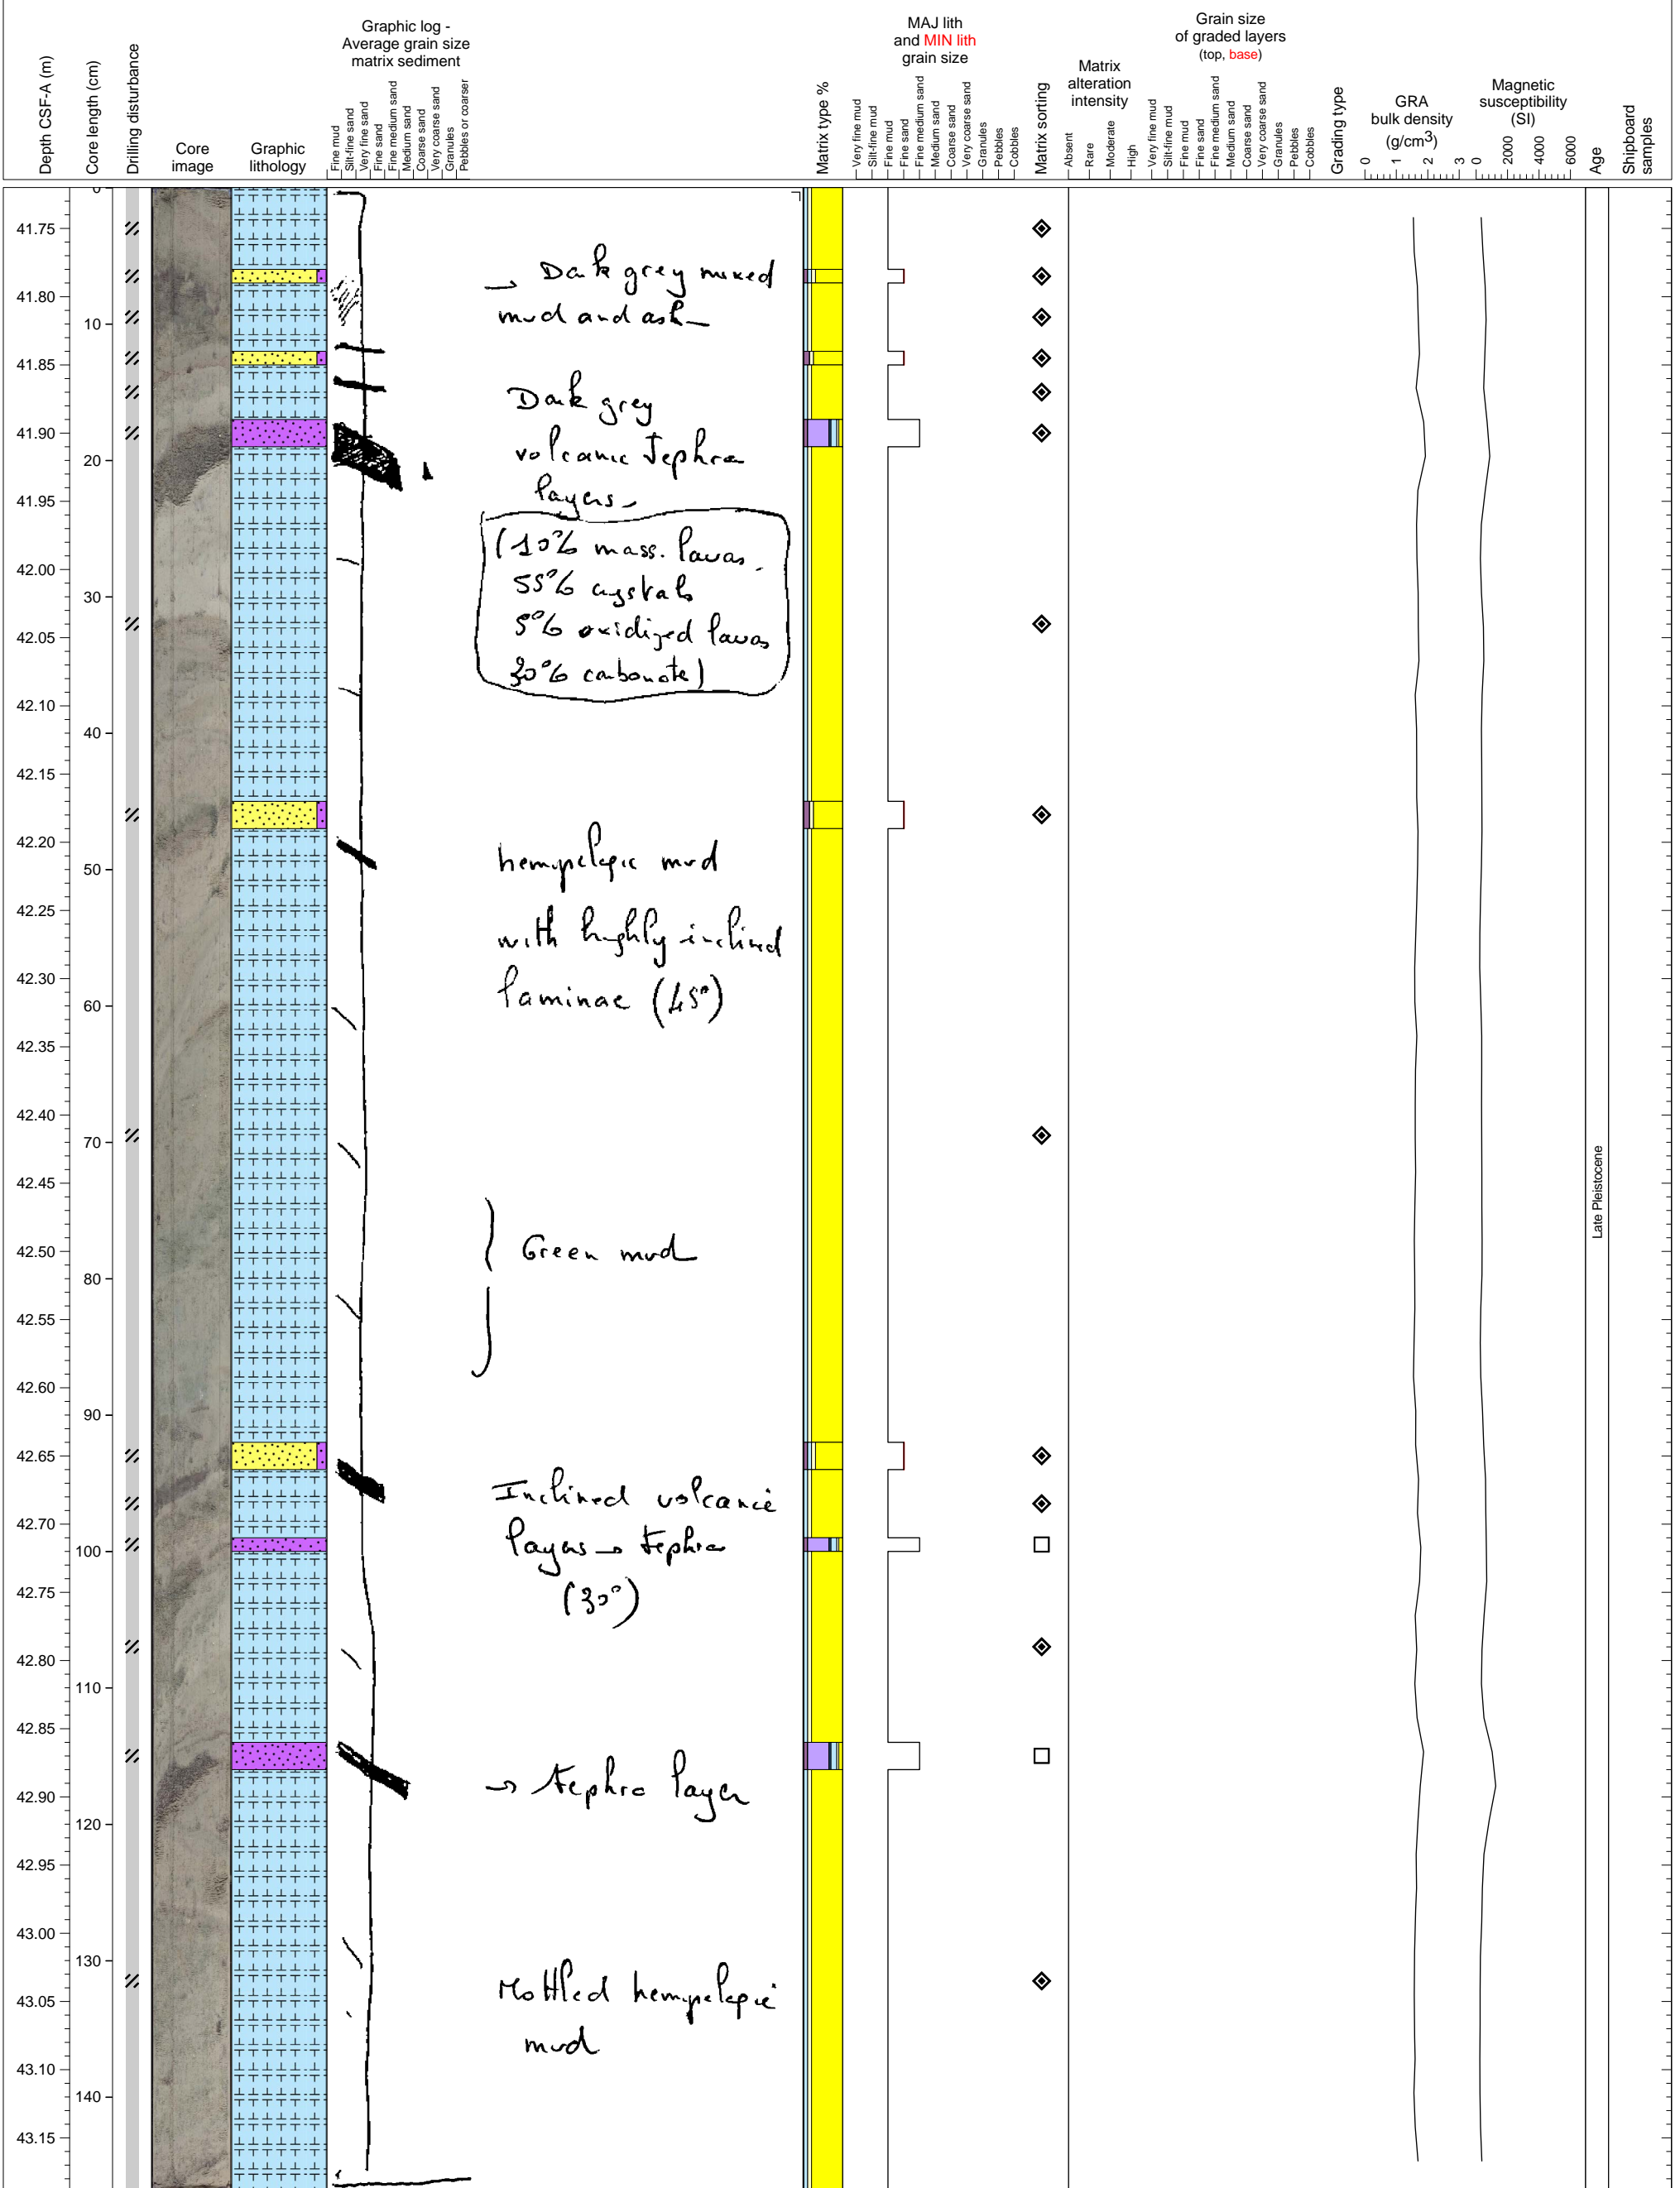 Depth CSF-A (m)
Core length (cm)
Drilling disturbance
Core
image
Graphic
lithology
Graphic log -
Average grain size
matrix sediment
Fine mud
Silt-fine sand
Very fine sand
Fine sand
Fine medium sand
Medium sand
Coarse sand
Very coarse sand
Granules
Pebbles or coarser
Matrix type %
MAJ lith
and MIN lith
grain size
Very fine mud
Silt-fine mud
Fine mud
Fine sand
Fine medium sand
Medium sand
Coarse sand
Very coarse sand
Granules
Pebbles
Cobbles
Matrix sorting
Matrix
alteration
intensity
Absent
Rare
Moderate
High
Grain size
of graded layers
(top, base)
Very fine mud
Silt-fine mud
Fine mud
Fine sand
Fine medium sand
Medium sand
Coarse sand
Very coarse sand
Granules
Pebbles
Cobbles
Grading type
GRA
bulk density
(g/cm3)
0 1 2 3
Magnetic
susceptibility
(SI)
0 2000 4000 6000
Age
Shipboard
samples
0
41.75
41.80
10
41.85
41.90
20
41.95
42.00
30
42.05
42.10
40
42.15
42.20
50
42.25
42.30
60
42.35
42.40
70
42.45
42.50
80
42.55
42.60
90
42.65
42.70
100
42.75
42.80
110
42.85
42.90
120
42.95
43.00
130
43.05
43.10
140
43.15
→ Dark grey mixed
mud and ash
Dark grey
volcanic tephra
layers
(10% mass. lavas
55% crystals
5% oxidized lavas
30% carbonate)
hemipelagic mud
with highly inclined
laminae (45°)
Green mud
Inclined volcanic
layers → tephra
(30°)
→ tephra layer
Mottled hemipelagic
mud
Late Pleistocene